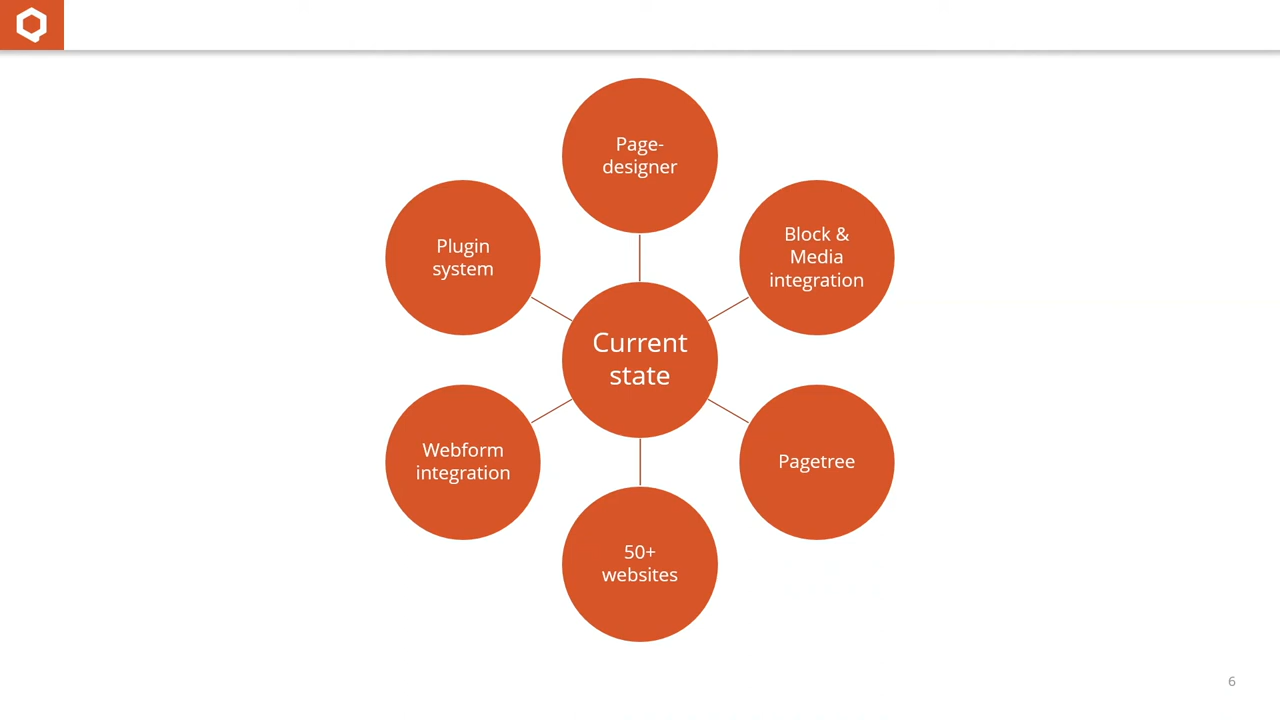 Page-
designer
Plugin
system
Block &
Media
integration
Current
state
Webform
integration
Pagetree
50+
websites
6